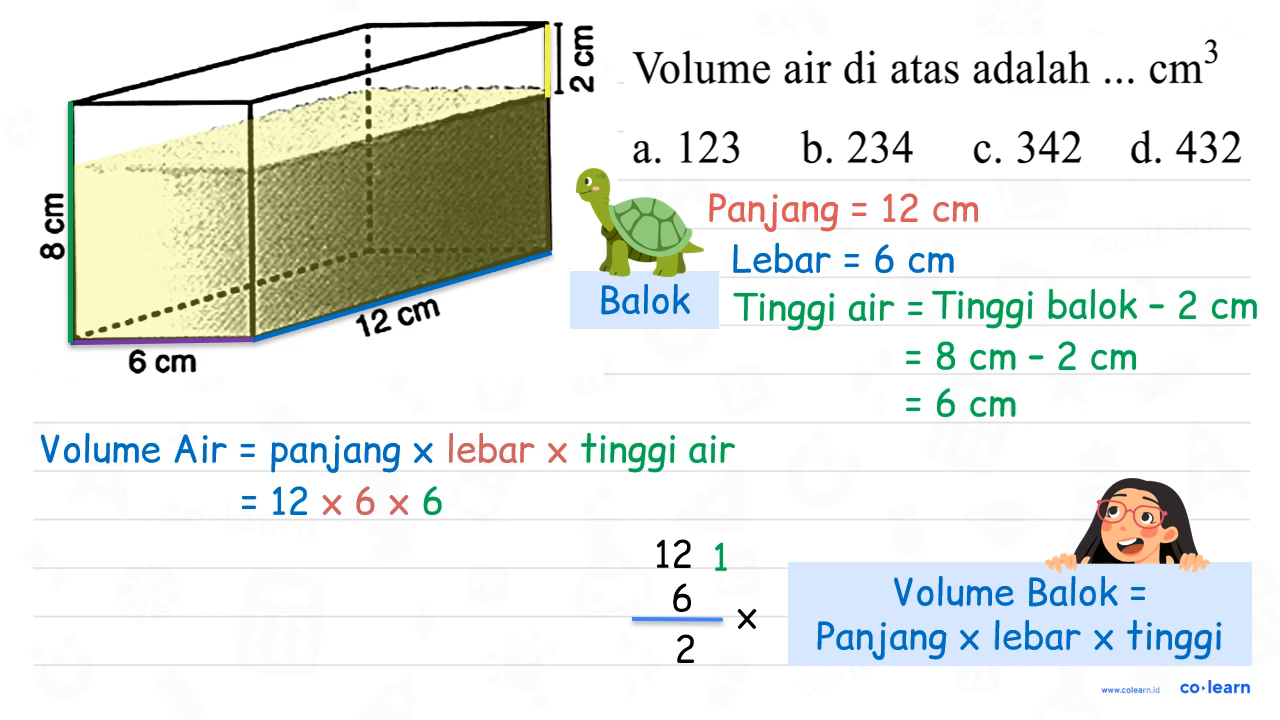 2 cm
8 cm
12 cm
6 cm
Volume air di atas adalah ... cm³
a. 123 b. 234 c. 342 d. 432
Panjang = 12 cm
Lebar = 6 cm
Balok
Tinggi air = Tinggi balok – 2 cm
= 8 cm – 2 cm
= 6 cm
Volume Air = panjang x lebar x tinggi air
= 12 x 6 x 6
12 1
6
x
2
Volume Balok =
Panjang x lebar x tinggi
www.colearn.id co·learn